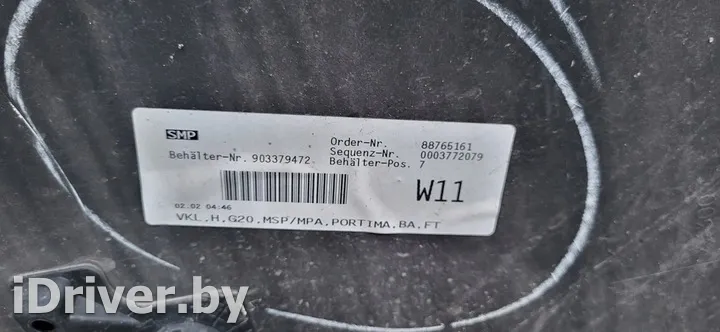 SMP
Order-Nr. 88765161
Sequenz-Nr. 0003772079
Behälter-Nr. 903379472 Behälter-Pos. 7
W11
02.02 04:46
VKL.H.G20.MSP/MPA.PORTIMA.BA.FT
iDriver.by